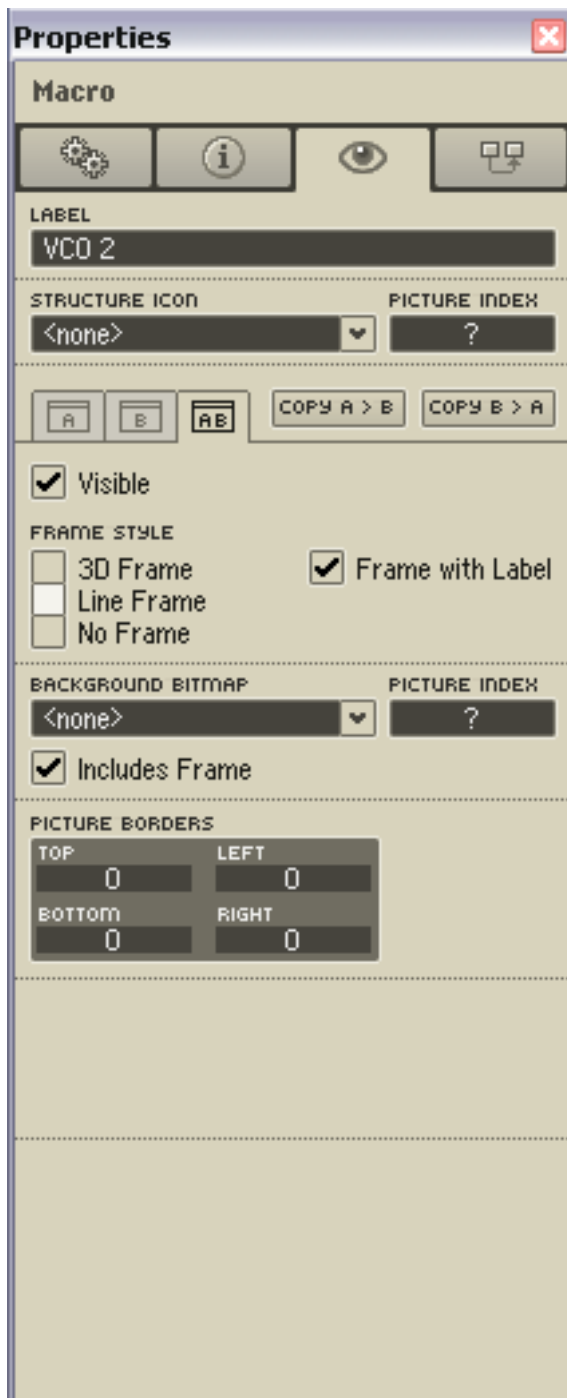 Properties
Macro
LABEL
VCO 2
STRUCTURE ICON PICTURE INDEX
<none> ?
A B AB COPY A > B COPY B > A
Visible
FRAME STYLE
3D Frame Frame with Label
Line Frame
No Frame
BACKGROUND BITMAP PICTURE INDEX
<none> ?
Includes Frame
PICTURE BORDERS
TOP LEFT
0 0
BOTTOM RIGHT
0 0